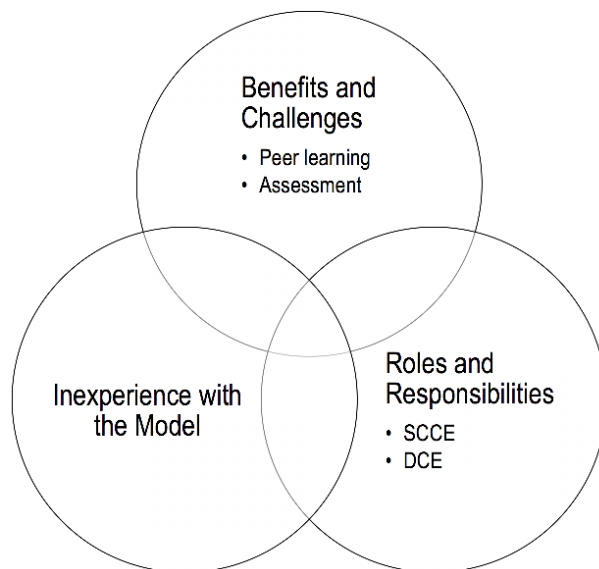 Benefits and
Challenges
• Peer learning
• Assessment
Inexperience with
the Model
Roles and
Responsibilities
• SCCE
• DCE